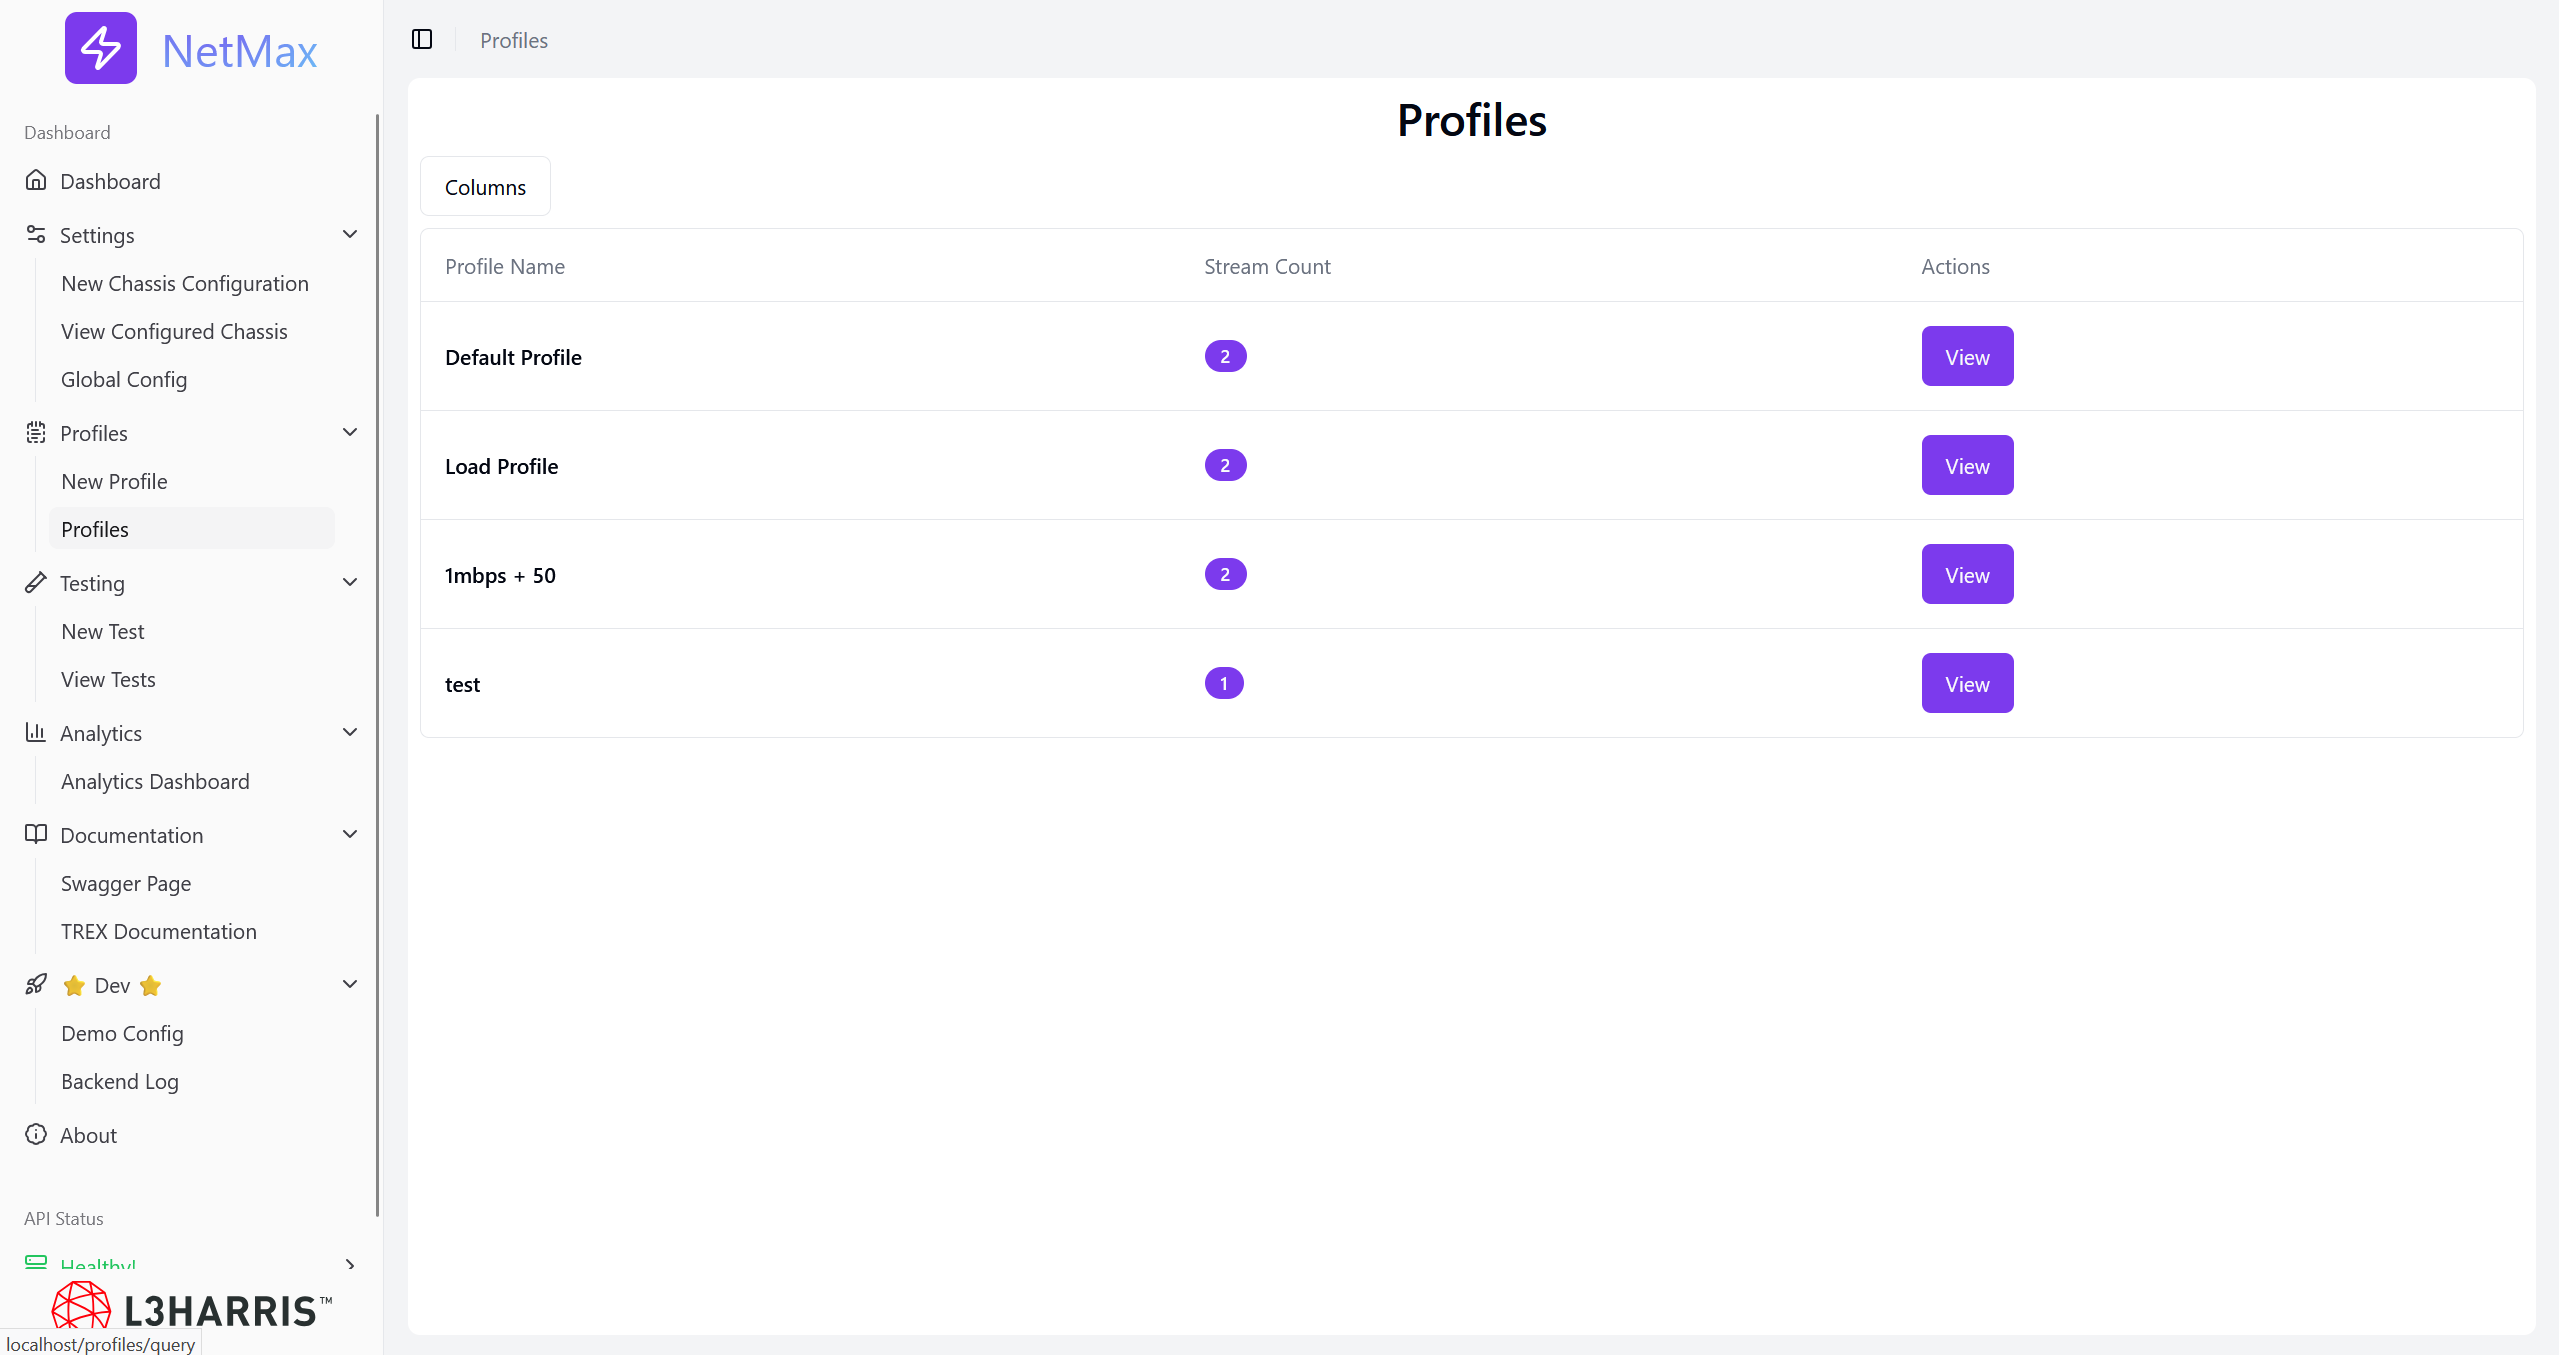 NetMax
Profiles
Dashboard
Dashboard
Settings
New Chassis Configuration
View Configured Chassis
Global Config
Profiles
New Profile
Profiles
Testing
New Test
View Tests
Analytics
Analytics Dashboard
Documentation
Swagger Page
TREX Documentation
⭐ Dev ⭐
Demo Config
Backend Log
About
API Status
Healthy!
L3HARRIS™
localhost/profiles/query
Profiles
Columns
Profile Name Stream Count Actions
Default Profile 2 View
Load Profile 2 View
1mbps + 50 2 View
test 1 View